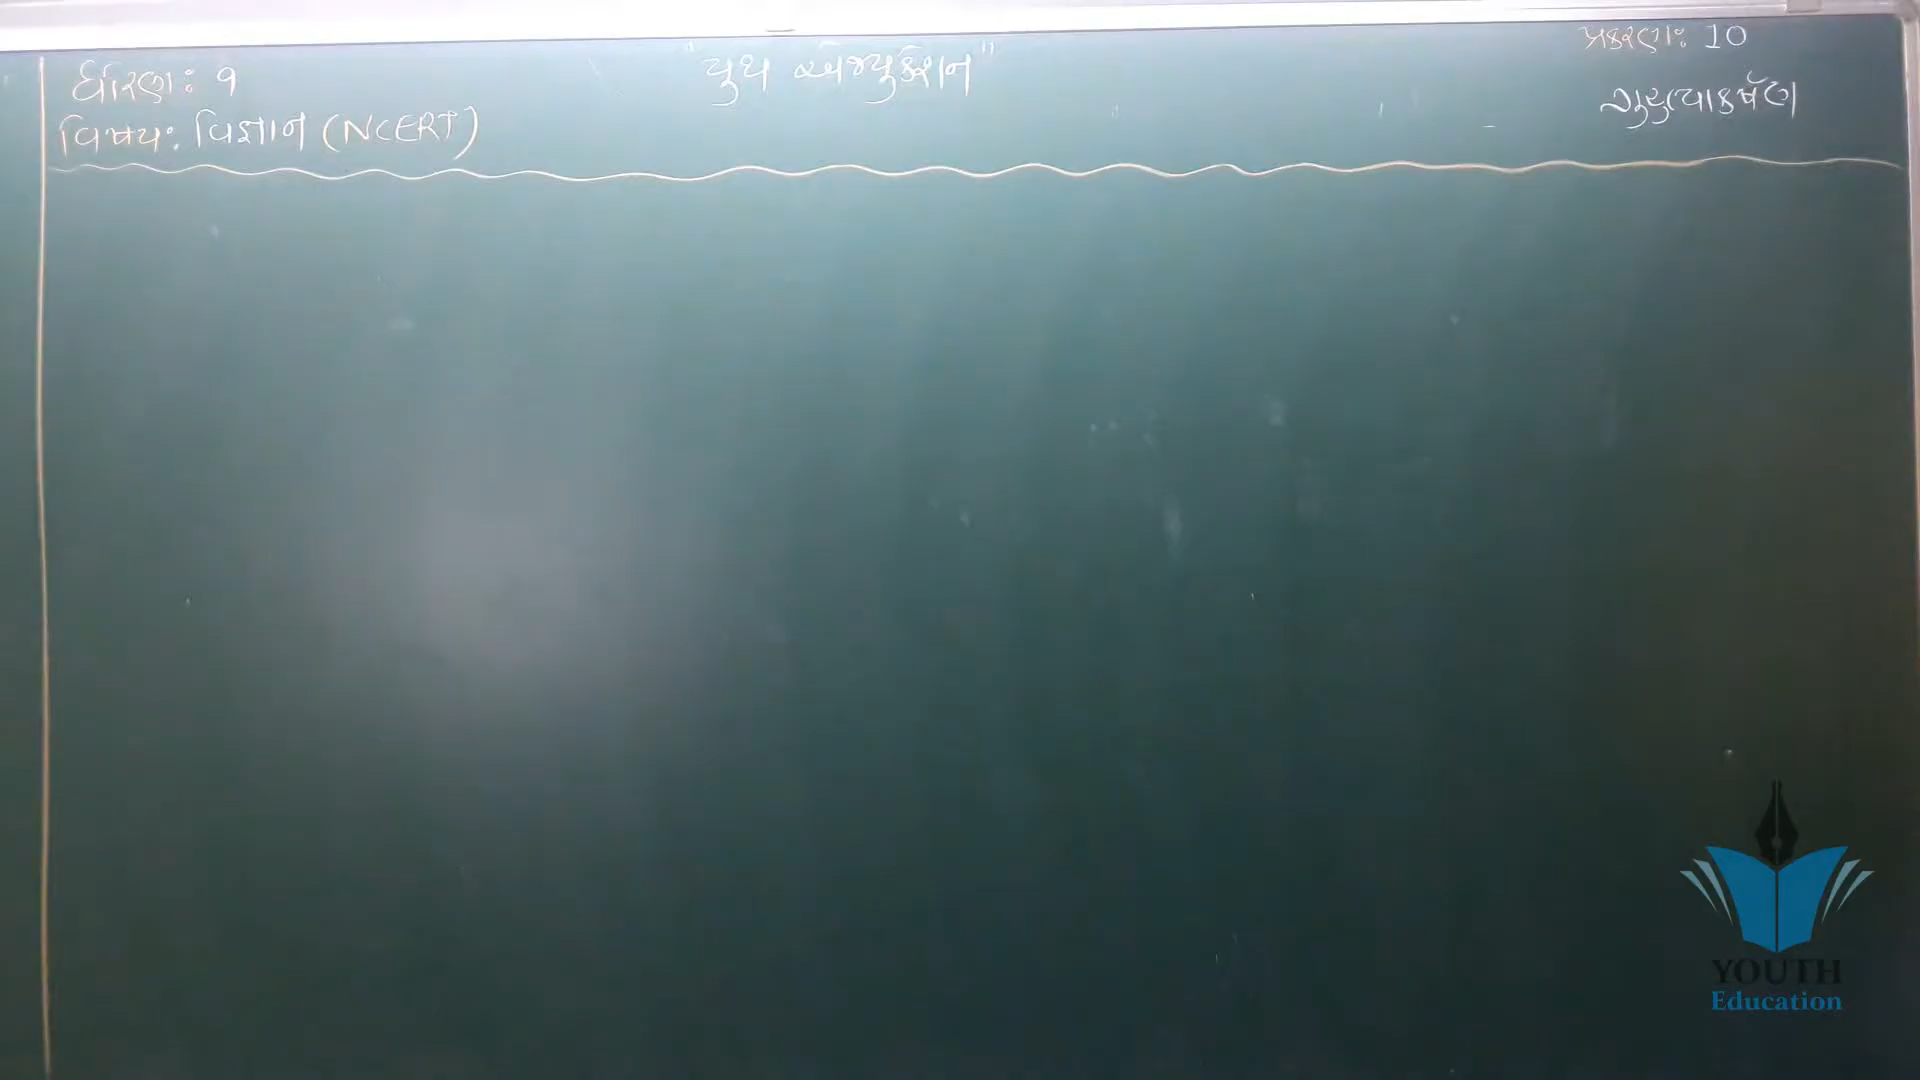 ધોરણ : 9
વિષય : વિજ્ઞાન (NCERT)
"યુથ એજ્યુકેશન"
પ્રકરણ : 10
ગુરુત્વાકર્ષણ
YOUTH
Education